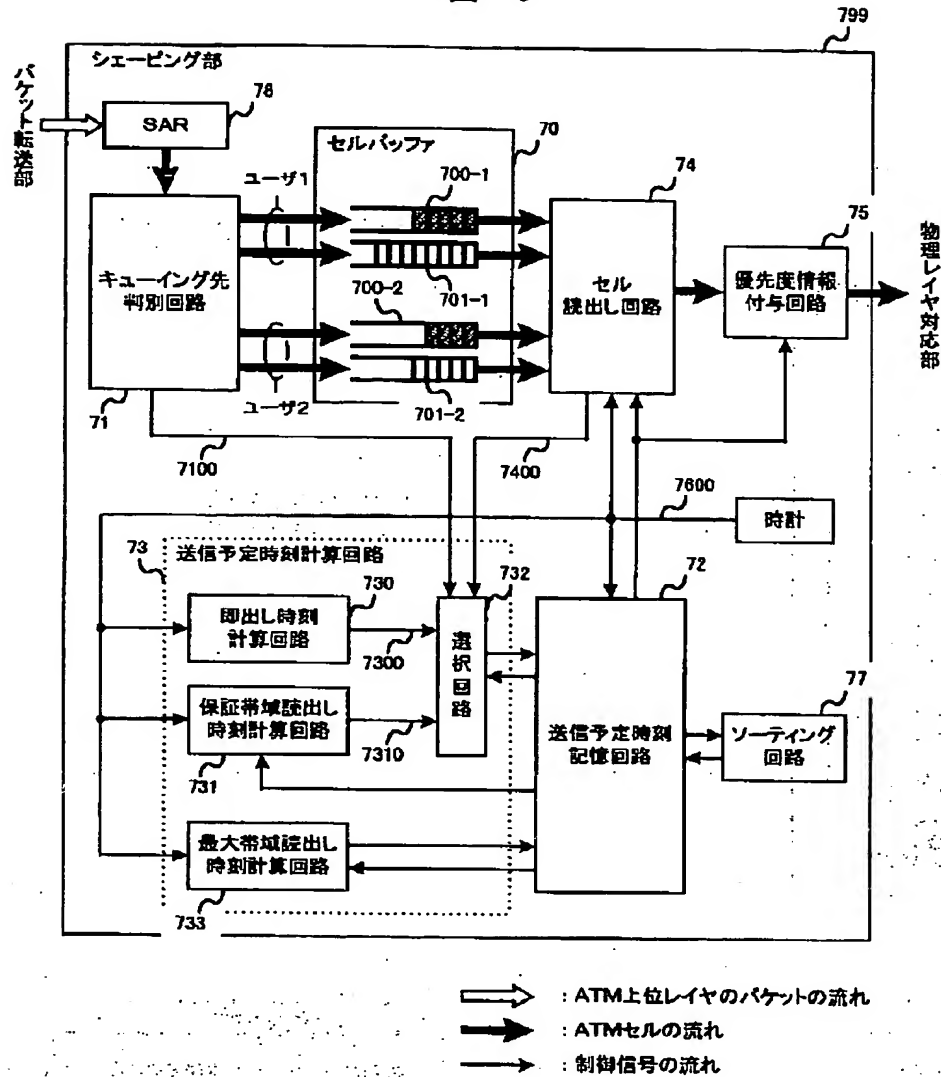 799
シェーピング部
パケット転送部
78
SAR
セルバッファ
70
ユーザ1
700-1
74
75
キューイング先
判別回路
701-1
700-2
セル
読出し回路
優先度情報
付与回路
物理レイヤ対応部
ユーザ2
701-2
71
7100
7400
7600
時計
73
送信予定時刻計算回路
732
72
730
即出し時刻
計算回路
7300
選択回路
77
保証帯域読出し
時刻計算回路
7310
送信予定時刻
記憶回路
ソーティング
回路
731
最大帯域読出し
時刻計算回路
733
:ATM上位レイヤのパケットの流れ
:ATMセルの流れ
:制御信号の流れ